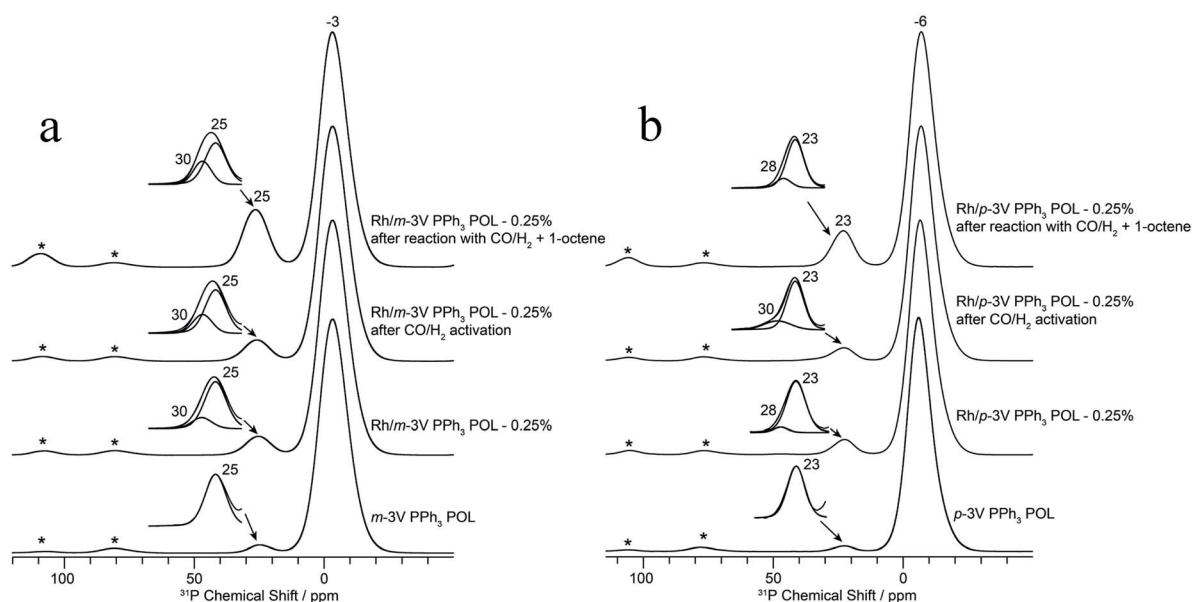 a
-3
25
30
25
Rh/m-3V PPh₃ POL - 0.25%
after reaction with CO/H₂ + 1-octene
*
*
25
30
Rh/m-3V PPh₃ POL - 0.25%
after CO/H₂ activation
*
*
25
30
Rh/m-3V PPh₃ POL - 0.25%
*
*
25
m-3V PPh₃ POL
*
*
100
50
0
³¹P Chemical Shift / ppm
b
-6
23
28
23
Rh/p-3V PPh₃ POL - 0.25%
after reaction with CO/H₂ + 1-octene
*
*
23
30
Rh/p-3V PPh₃ POL - 0.25%
after CO/H₂ activation
*
*
23
28
Rh/p-3V PPh₃ POL - 0.25%
*
*
23
p-3V PPh₃ POL
*
*
100
50
0
³¹P Chemical Shift / ppm